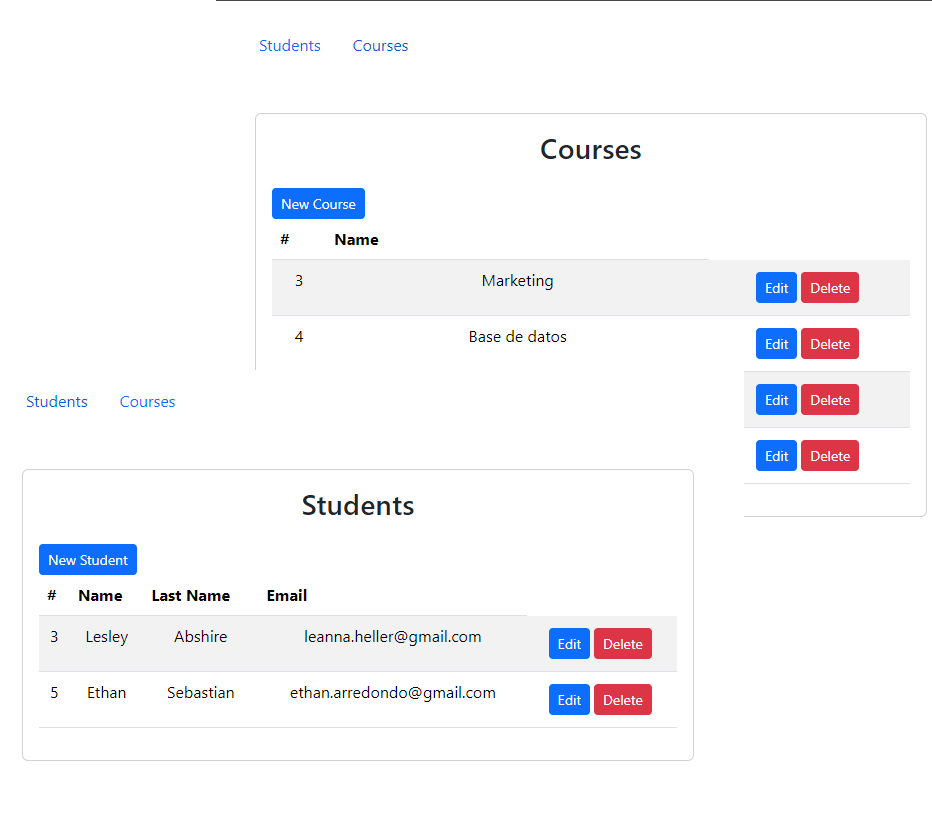 Students Courses
Courses
New Course
# Name
3 Marketing Edit Delete
4 Base de datos Edit Delete
Edit Delete
Edit Delete
Students Courses
Students
New Student
# Name Last Name Email
3 Lesley Abshire leanna.heller@gmail.com Edit Delete
5 Ethan Sebastian ethan.arredondo@gmail.com Edit Delete